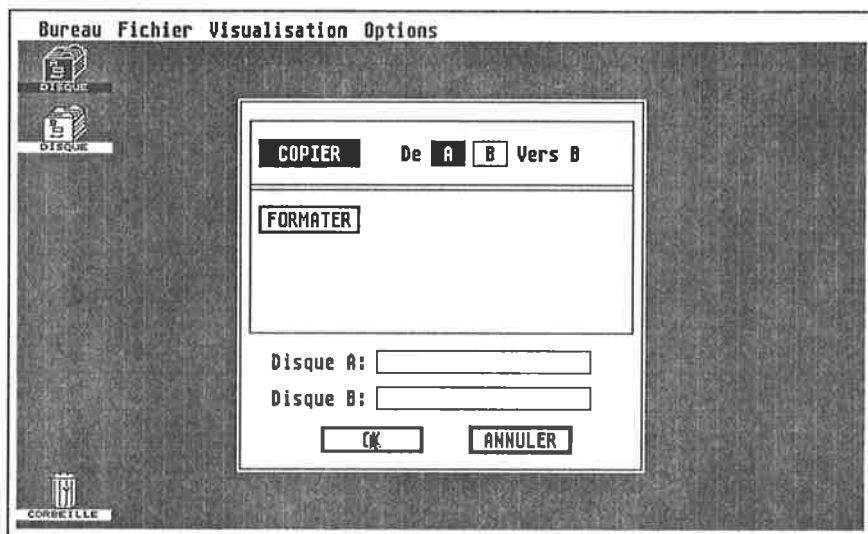 Bureau Fichier Visualisation Options
A
DISQUE
B
DISQUE
COPIER De A B Vers B
FORMATER
Disque A:
Disque B:
OK ANNULER
CORBEILLE